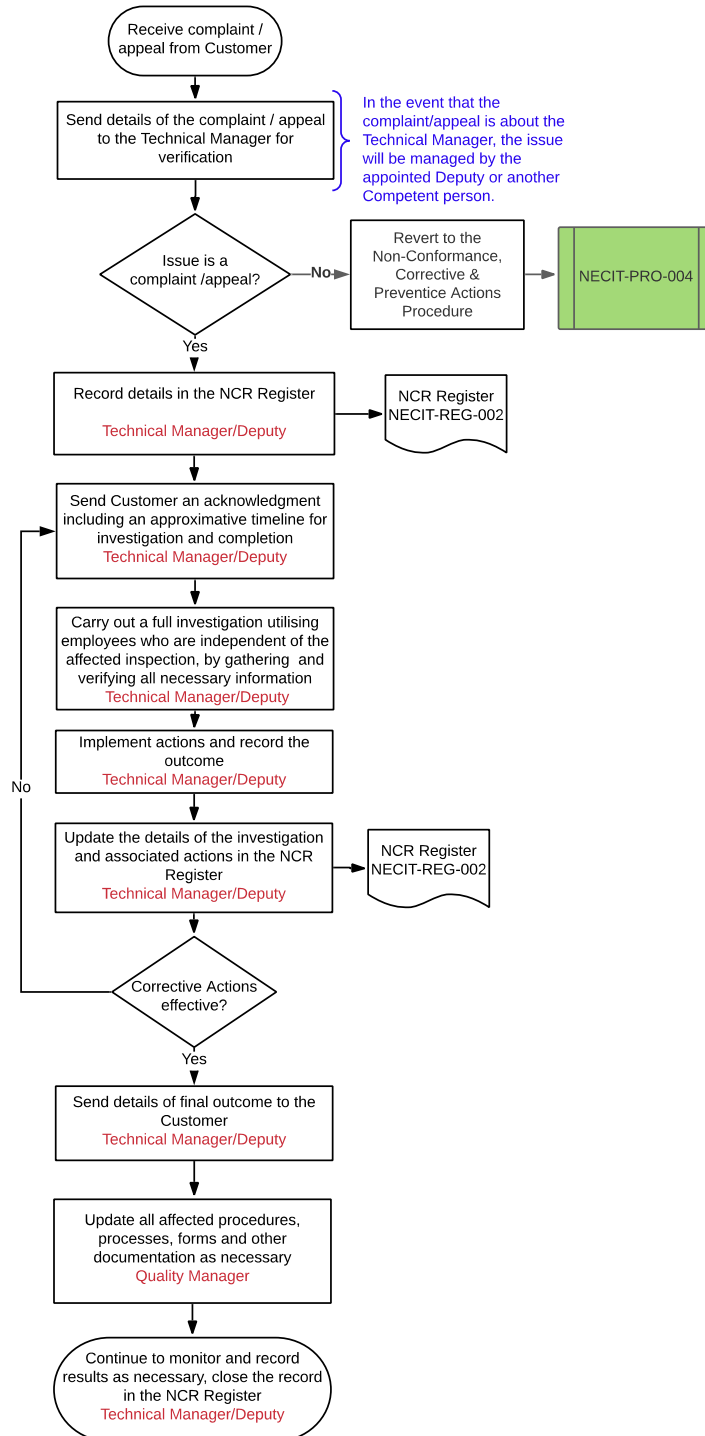 Receive complaint /
appeal from Customer
Send details of the complaint / appeal
to the Technical Manager for
verification
In the event that the
complaint/appeal is about the
Technical Manager, the issue
will be managed by the
appointed Deputy or another
Competent person.
Issue is a
complaint /appeal?
No
Revert to the
Non-Conformance,
Corrective &
Preventice Actions
Procedure
NECIT-PRO-004
Yes
Record details in the NCR Register
Technical Manager/Deputy
NCR Register
NECIT-REG-002
Send Customer an acknowledgment
including an approximative timeline for
investigation and completion
Technical Manager/Deputy
Carry out a full investigation utilising
employees who are independent of the
affected inspection, by gathering  and
verifying all necessary information
Technical Manager/Deputy
Implement actions and record the
outcome
Technical Manager/Deputy
No
Update the details of the investigation
and associated actions in the NCR
Register
Technical Manager/Deputy
NCR Register
NECIT-REG-002
Corrective Actions
effective?
Yes
Send details of final outcome to the
Customer
Technical Manager/Deputy
Update all affected procedures,
processes, forms and other
documentation as necessary
Quality Manager
Continue to monitor and record
results as necessary, close the record
in the NCR Register
Technical Manager/Deputy